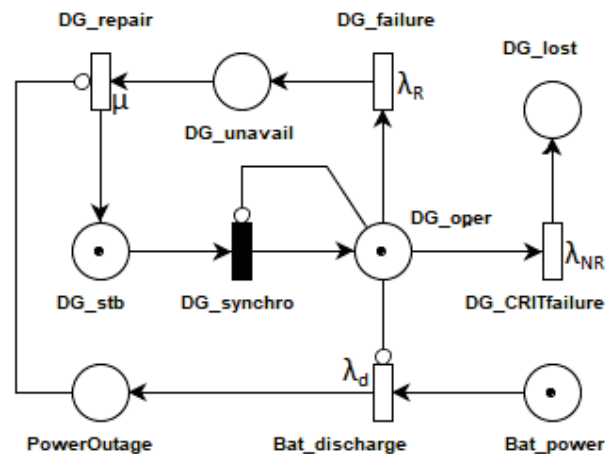 DG_repair
DG_failure
DG_lost
μ
λR
DG_unavail
DG_oper
λNR
DG_stb
DG_synchro
DG_CRITfailure
λd
PowerOutage
Bat_discharge
Bat_power